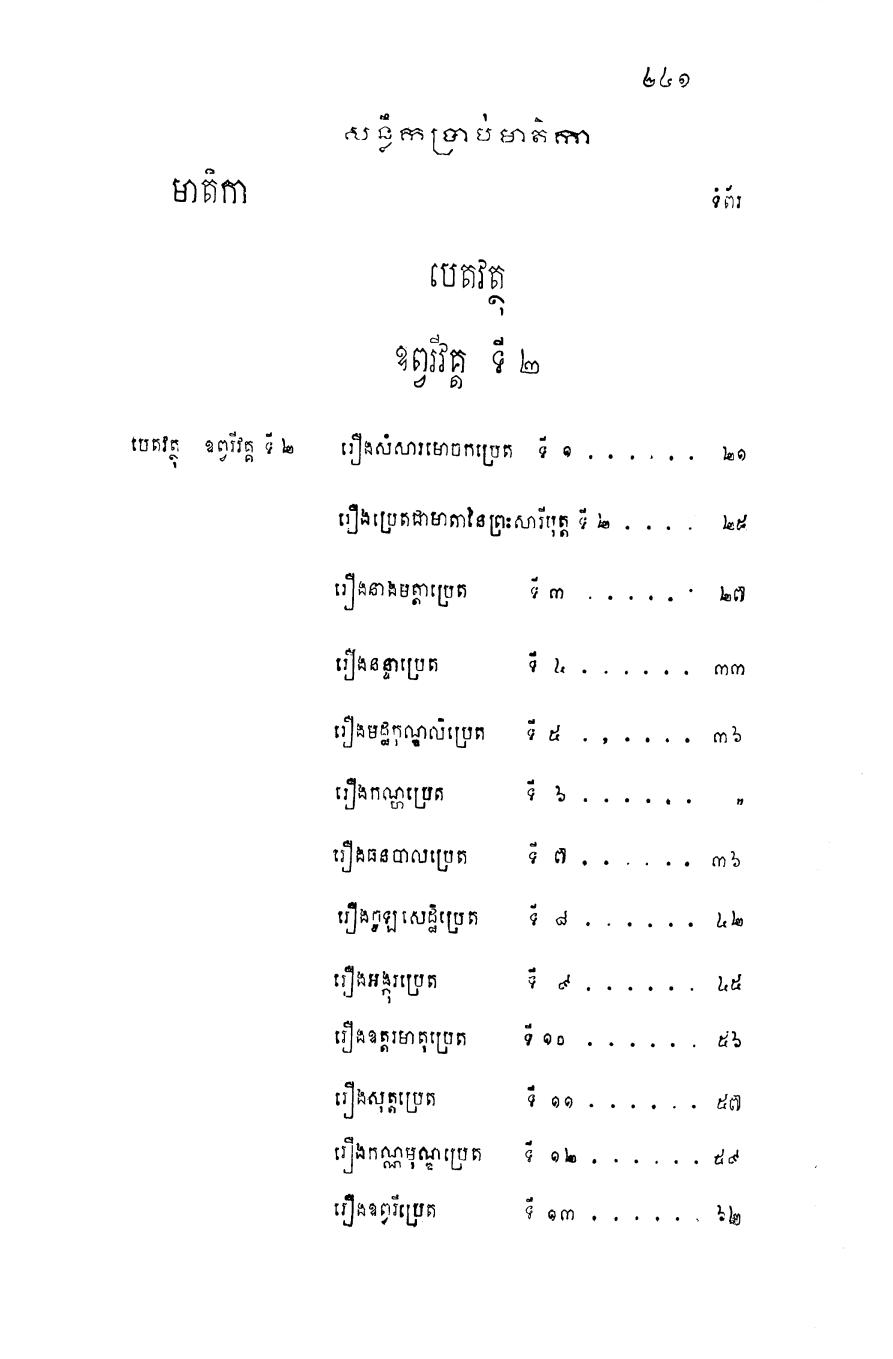 ២៤១
សន្លឹកប្រាប់មាតិកា
មាតិកា ទំព័រ
បេតវត្ថុ
ឧព្វរីវគ្គ ទី ២
បេតវត្ថុ ឧព្វរីវគ្គ ទី ២ រឿងសំសារមោចកប្រេត ទី ១ . . . . . . ២១
រឿងប្រេតជាមាតានៃព្រះសារីបុត្ត ទី ២ . . . . ២៥
រឿងនាងមត្តាប្រេត ទី ៣ . . . . . . ២៧
រឿងនន្ទាប្រេត ទី ៤ . . . . . . ៣៣
រឿងមដ្ឋកុណ្ឌលិប្រេត ទី ៥ . . . . . . ៣៦
រឿងកណ្ហប្រេត ទី ៦ . . . . . . "
រឿងធនបាលប្រេត ទី ៧ . . . . . . ៣៦
រឿងចូឡសេដ្ឋិប្រេត ទី ៨ . . . . . . ៤២
រឿងអង្កុរប្រេត ទី ៩ . . . . . . ៤៥
រឿងឧត្តរមាតុប្រេត ទី ១០ . . . . . . ៥៦
រឿងសុត្តប្រេត ទី ១១ . . . . . . ៥៧
រឿងកណ្ណមុណ្ឌប្រេត ទី ១២ . . . . . . ៥៩
រឿងឧព្វរីប្រេត ទី ១៣ . . . . . . ៦២